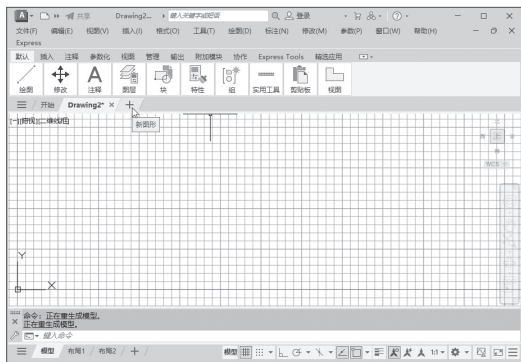 A 共享 Drawing2... 键入关键字或短语 登录
文件(F) 编辑(E) 视图(V) 插入(I) 格式(O) 工具(T) 绘图(D) 标注(N) 修改(M) 参数(P) 窗口(W) 帮助(H)
Express
默认 插入 注释 参数化 视图 管理 输出 附加模块 协作 Express Tools 精选应用
绘图 修改 注释 图层 块 特性 组 实用工具 剪贴板 视图
开始 Drawing2*
新图形
[-][俯视][二维线框]
上
WCS
Y
X
命令: 正在重生成模型。
正在重生成模型。
键入命令
模型 布局1 布局2 + 模型 1:1